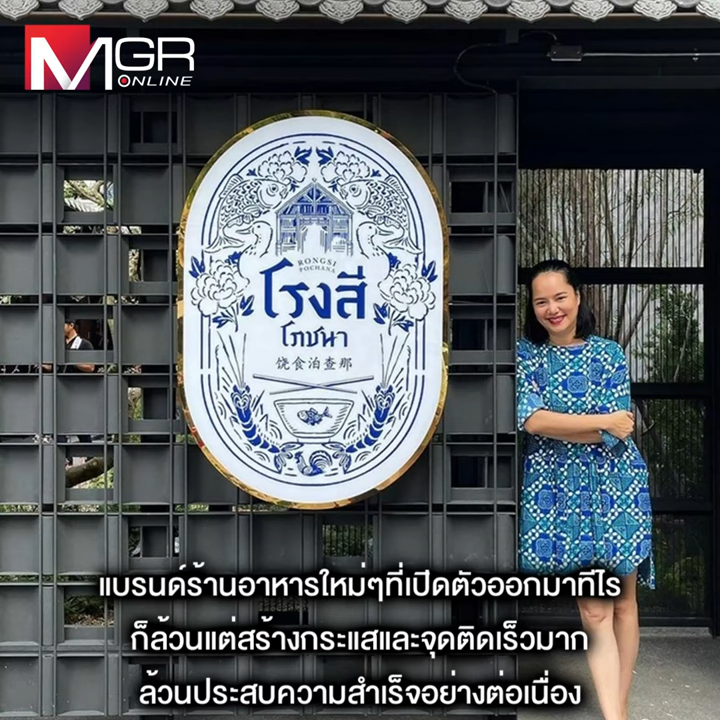 MGR
ONLINE
RONGSI
POCHANA
โรงสี
โภชนา
饶食泊查那
แบรนด์ร้านอาหารใหม่ๆที่เปิดตัวออกมาทีไร
ก็ล้วนแต่สร้างกระแสและจุดติดเร็วมาก
ล้วนประสบความสำเร็จอย่างต่อเนื่อง